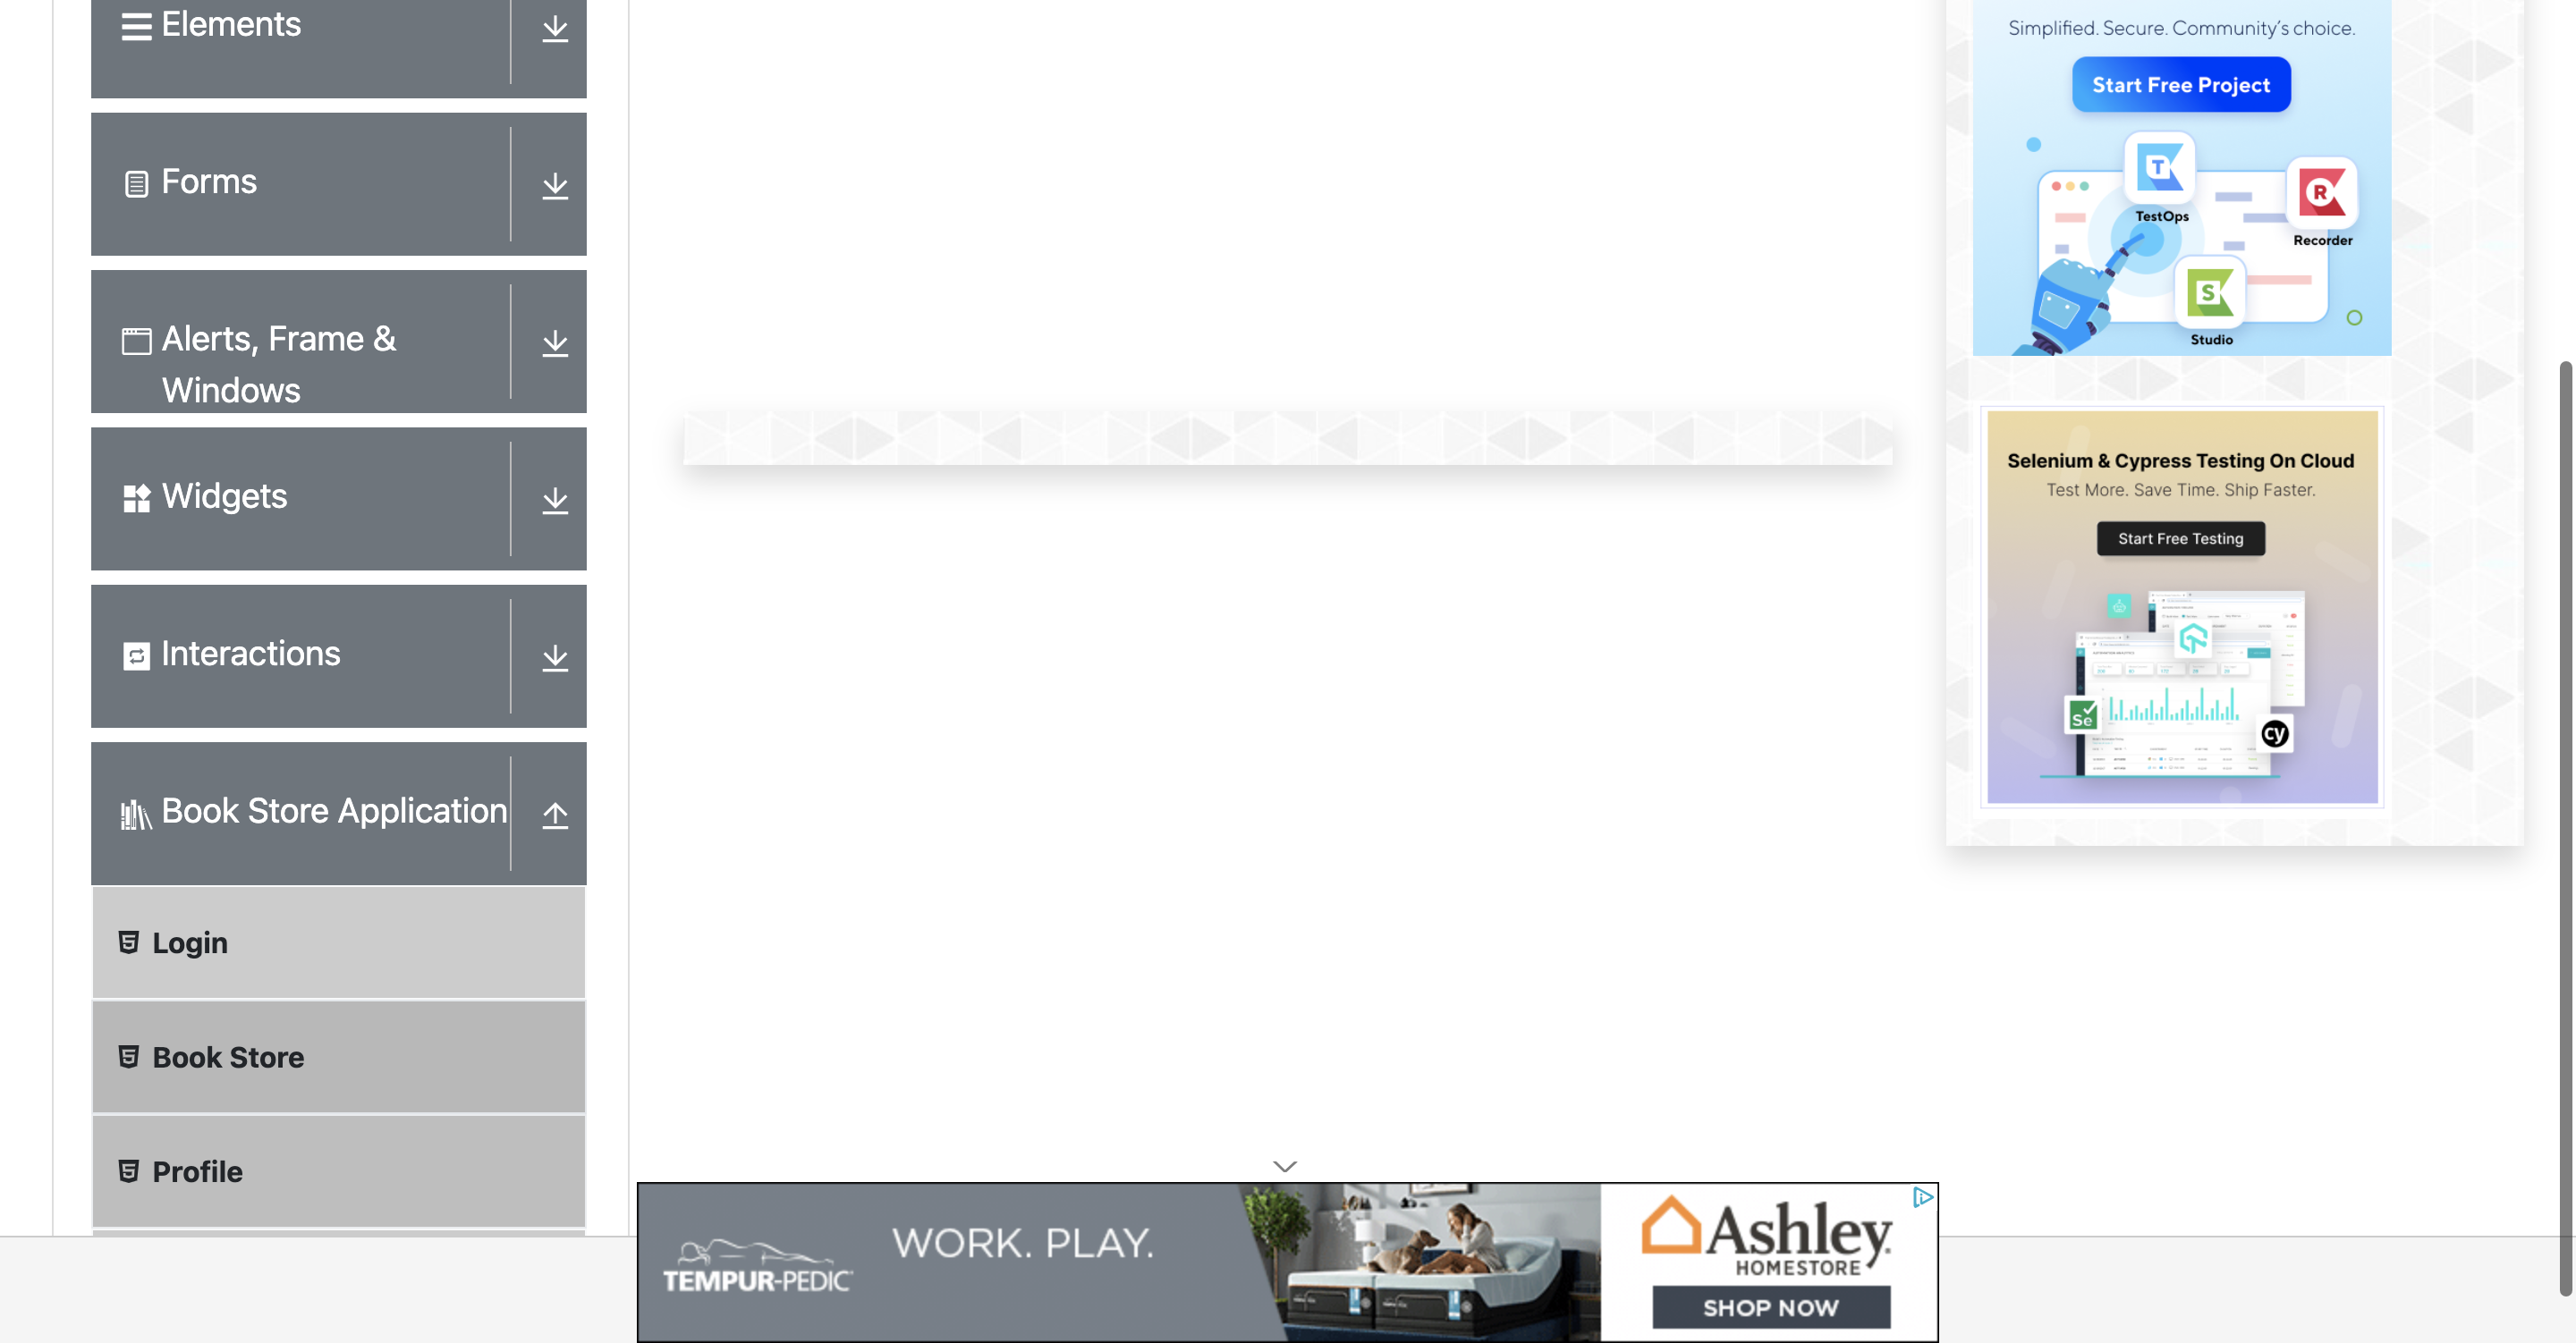 Elements
Forms
Alerts, Frame &
Windows
Widgets
Interactions
Book Store Application
Login
Book Store
Profile
Simplified. Secure. Community's choice.
Start Free Project
T
TestOps
R
Recorder
S
Studio
Selenium & Cypress Testing On Cloud
Test More. Save Time. Ship Faster.
Start Free Testing
Se
cy
TEMPUR-PEDIC
WORK. PLAY.
Ashley
HOMESTORE
SHOP NOW